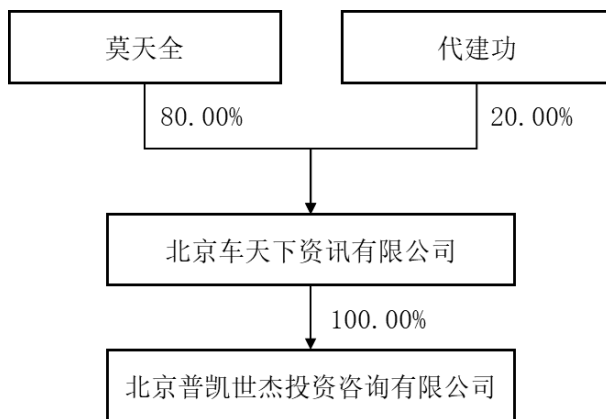 莫天全
代建功
80.00%
20.00%
北京车天下资讯有限公司
100.00%
北京普凯世杰投资咨询有限公司